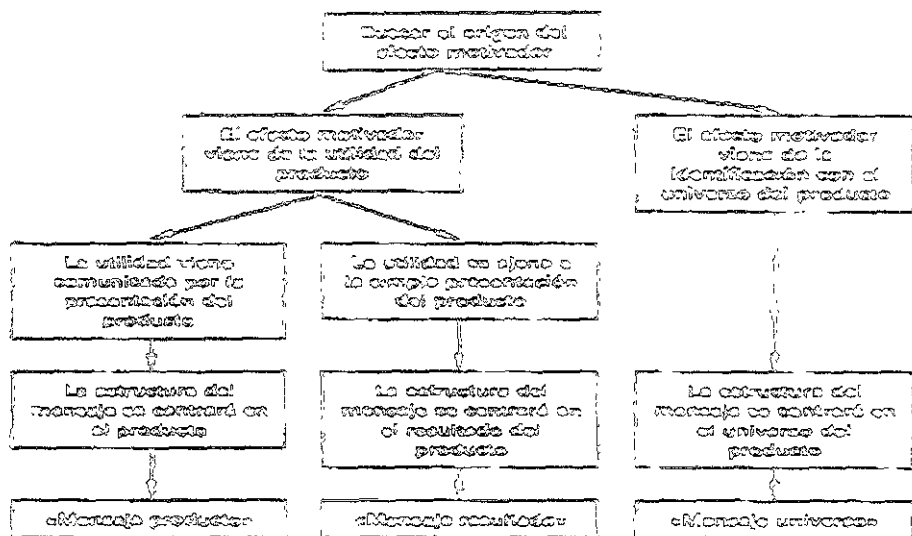 Buscar el origen del
efecto motivador
El efecto motivador
viene de la utilidad del
producto
El efecto motivador
viene de la
identificación con el
universo del producto
La utilidad viene
comunicada por la
presentación del
producto
La utilidad es ajena a
la simple presentación
del producto
La estructura del
mensaje se centrará en
el producto
La estructura del
mensaje se centrará en
el resultado del
producto
La estructura del
mensaje se centrará en
el universo del
producto
«Mensaje producto»
«Mensaje resultado»
«Mensaje universo»